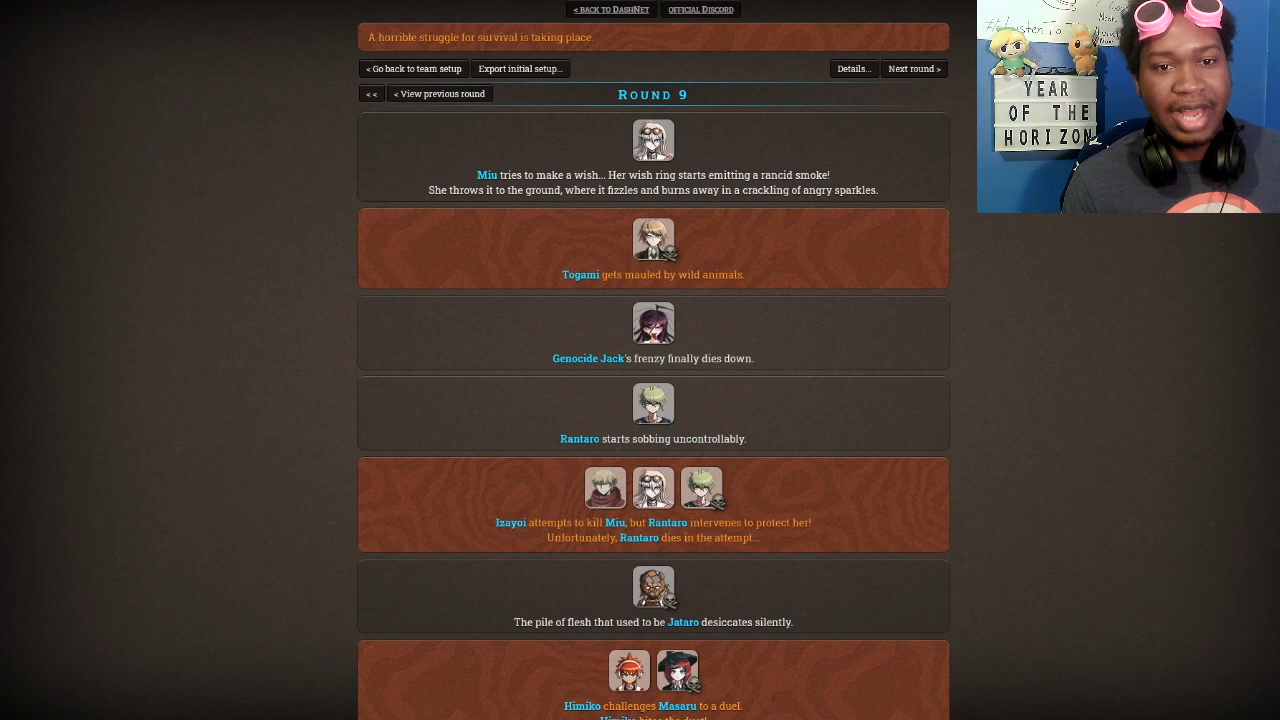 < BACK TO DASHNET
OFFICIAL DISCORD
A horrible struggle for survival is taking place.
< Go back to team setup
Export initial setup...
Details...
Next round >
< <
< View previous round
ROUND 9
Miu tries to make a wish... Her wish ring starts emitting a rancid smoke!
She throws it to the ground, where it fizzles and burns away in a crackling of angry sparkles.
Togami gets mauled by wild animals.
Genocide Jack's frenzy finally dies down.
Rantaro starts sobbing uncontrollably.
Izayoi attempts to kill Miu, but Rantaro intervenes to protect her!
Unfortunately, Rantaro dies in the attempt...
The pile of flesh that used to be Jataro desiccates silently.
Himiko challenges Masaru to a duel.
Himiko bites the dust!
YEAR
OF THE
HORIZON